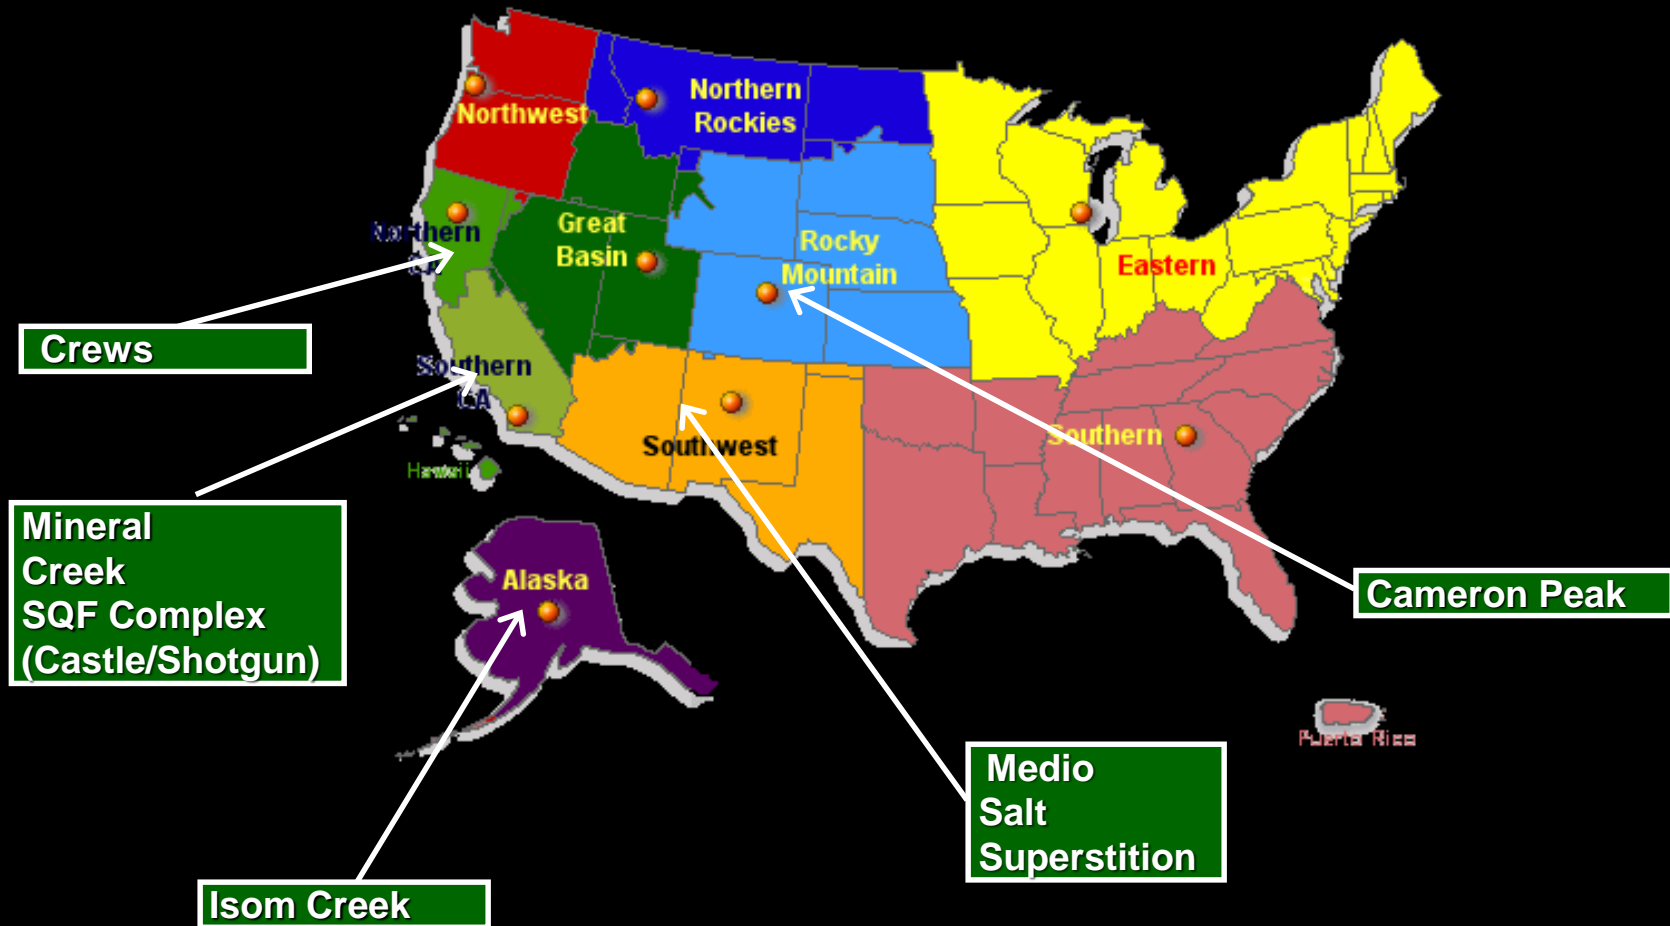 Northwest
Northern
Rockies
Northern
CA
Great
Basin
Rocky
Mountain
Eastern
Crews
Southern
CA
Southwest
Southern
Hawaii
Mineral
Creek
SQF Complex
(Castle/Shotgun)
Alaska
Cameron Peak
Puerto Rico
Medio
Salt
Superstition
Isom Creek